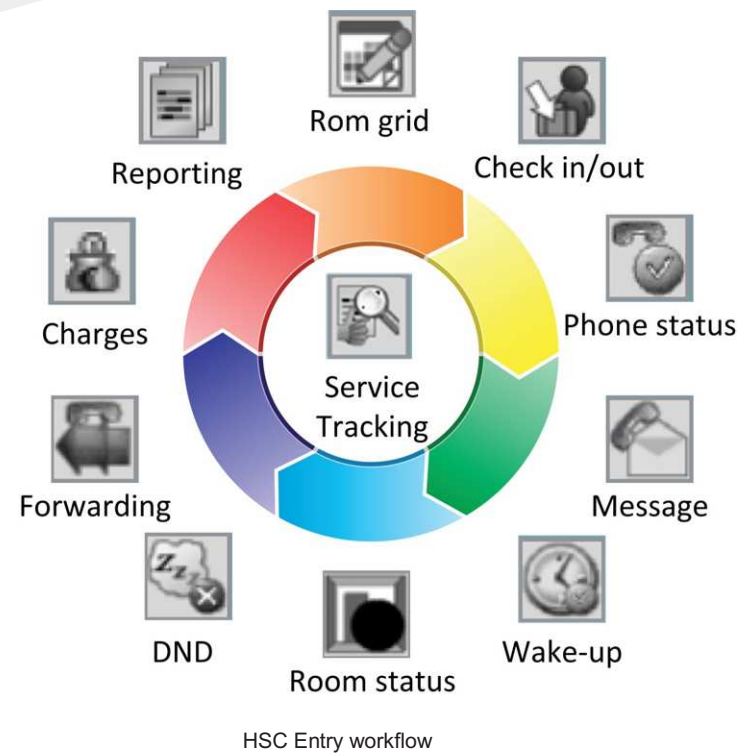 Rom grid
Reporting
Check in/out
Charges
Phone status
Service
Tracking
Forwarding
Message
DND
Wake-up
Room status
HSC Entry workflow